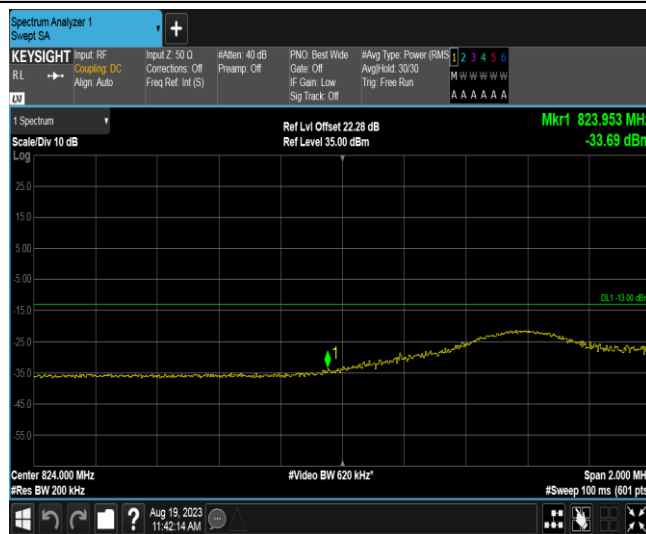 Spectrum Analyzer 1
Swept SA
+
KEYSIGHT
RL
LXI
Input: RF
Coupling: DC
Align: Auto
Input Z: 50 Ω
Corrections: Off
Freq Ref: Int (S)
#Atten: 40 dB
Preamp: Off
PNO: Best Wide
Gate: Off
IF Gain: Low
Sig Track: Off
#Avg Type: Power (RMS
Avg|Hold: 30/30
Trig: Free Run
1 2 3 4 5 6
M W W W W W
A A A A A A
1 Spectrum
Scale/Div 10 dB
Log
Ref Lvl Offset 22.28 dB
Ref Level 35.00 dBm
Mkr1 823.953 MH
-33.69 dBm
25.0
15.0
5.00
-5.00
-15.0
-25.0
-35.0
-45.0
-55.0
DL1 -13.00 dBr
1
Center 824.000 MHz
#Res BW 200 kHz
#Video BW 620 kHz*
Span 2.000 MH
#Sweep 100 ms (601 pts
?
Aug 19, 2023
11:42:14 AM